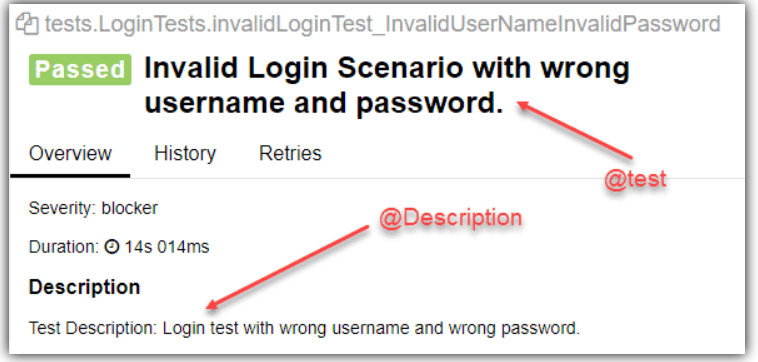 tests.LoginTests.invalidLoginTest_InvalidUserNameInvalidPassword
Passed Invalid Login Scenario with wrong
username and password.
Overview History Retries
@test
Severity: blocker
@Description
Duration: 14s 014ms
Description
Test Description: Login test with wrong username and wrong password.